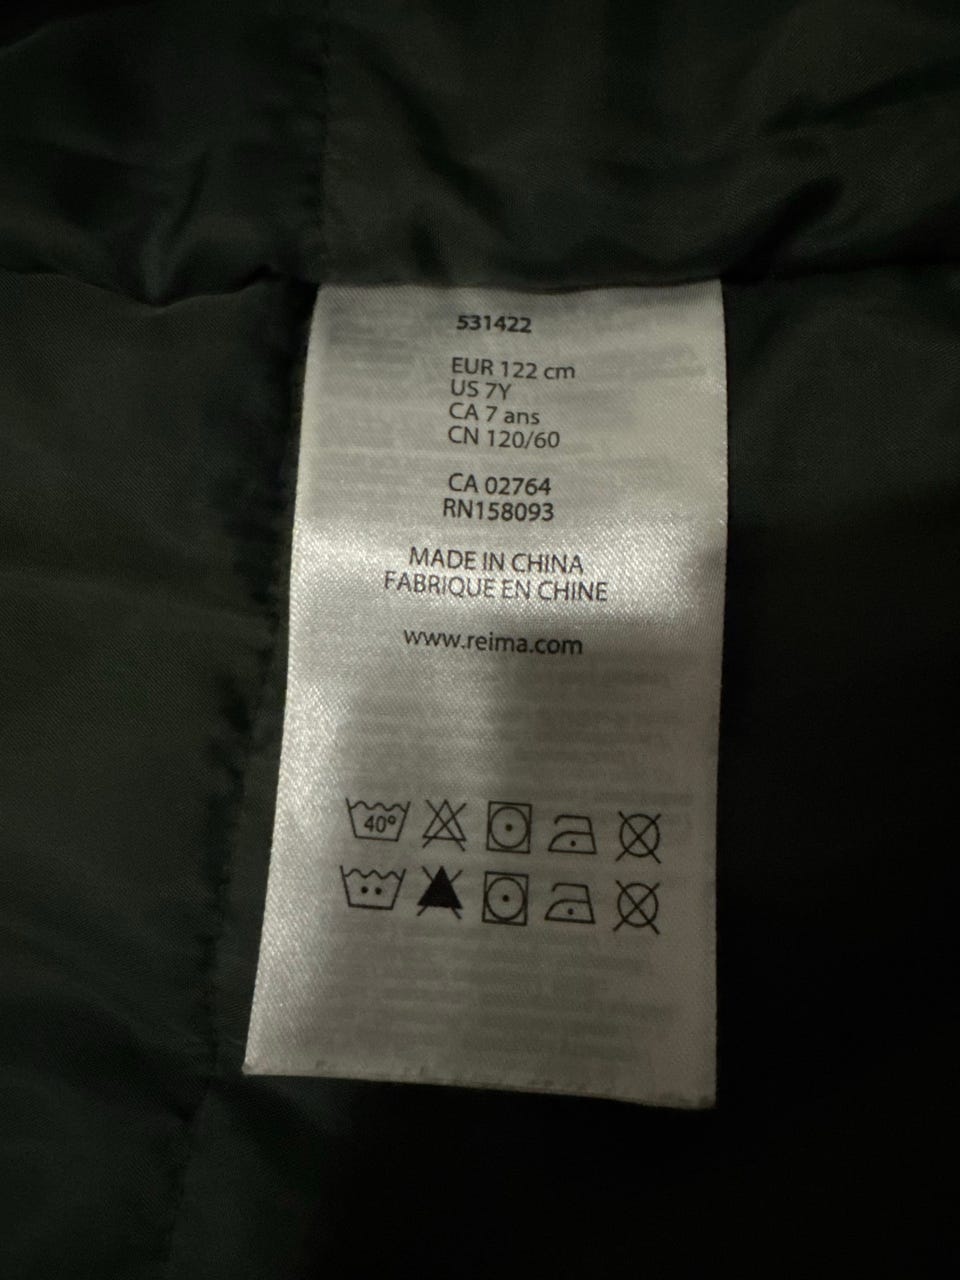 531422
EUR 122 cm
US 7Y
CA 7 ans
CN 120/60
CA 02764
RN158093
MADE IN CHINA
FABRIQUE EN CHINE
www.reima.com
40°